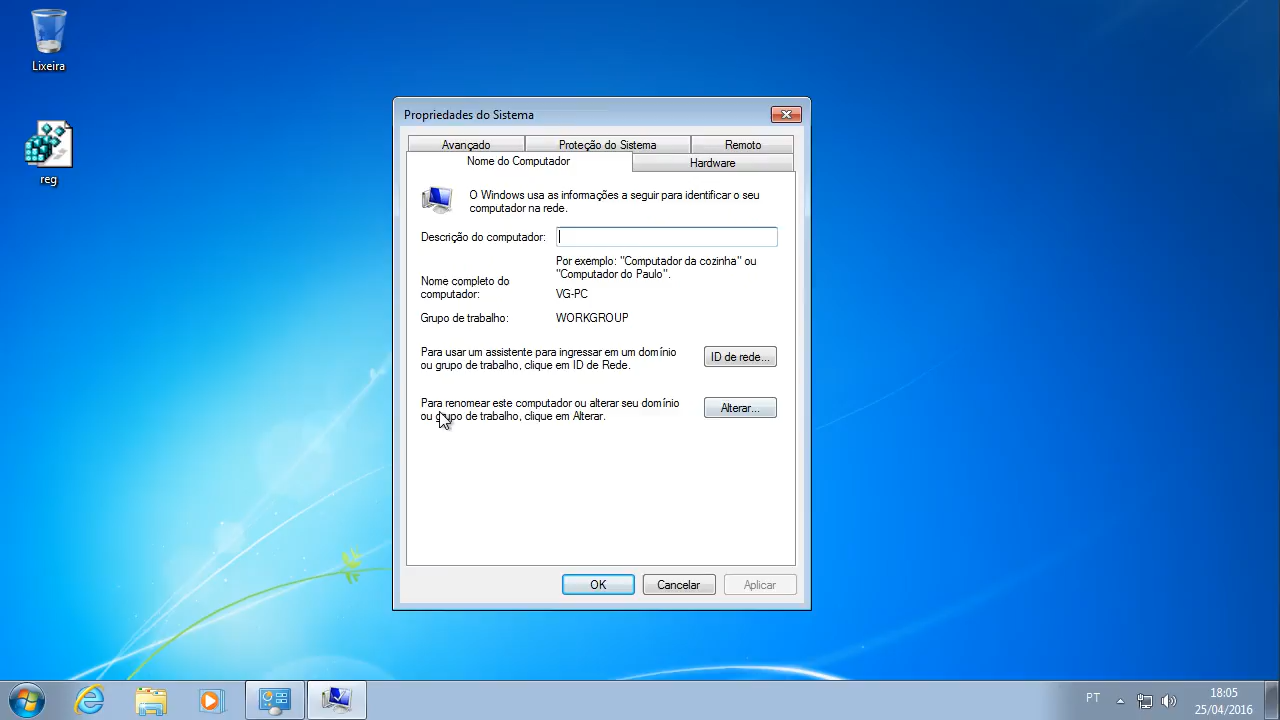 Lixeira
reg
Propriedades do Sistema
Avançado
Proteção do Sistema
Remoto
Nome do Computador
Hardware
O Windows usa as informações a seguir para identificar o seu
computador na rede.
Descrição do computador:
Por exemplo: "Computador da cozinha" ou
"Computador do Paulo".
Nome completo do
computador:
VG-PC
Grupo de trabalho:
WORKGROUP
Para usar um assistente para ingressar em um domínio
ou grupo de trabalho, clique em ID de Rede.
ID de rede...
Para renomear este computador ou alterar seu domínio
ou grupo de trabalho, clique em Alterar.
Alterar...
OK
Cancelar
Aplicar
PT
18:05
25/04/2016